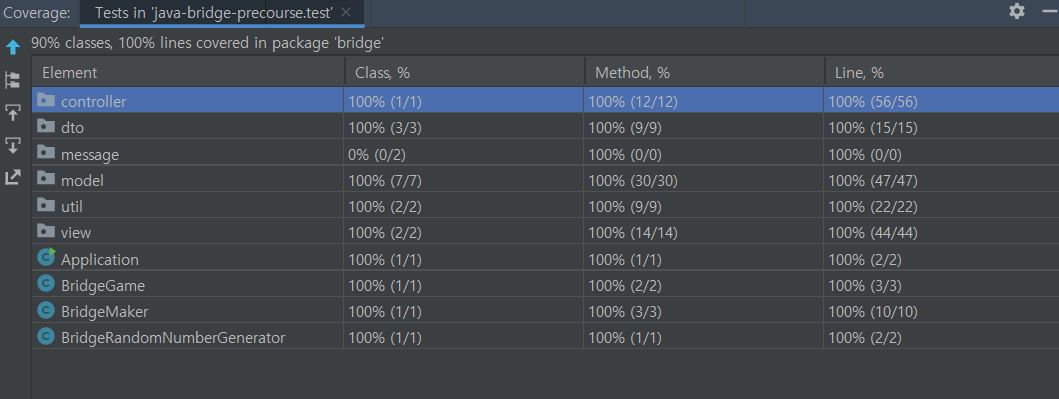 Coverage: Tests in 'java-bridge-precourse.test'
90% classes, 100% lines covered in package 'bridge'
Element Class, % Method, % Line, %
controller 100% (1/1) 100% (12/12) 100% (56/56)
dto 100% (3/3) 100% (9/9) 100% (15/15)
message 0% (0/2) 100% (0/0) 100% (0/0)
model 100% (7/7) 100% (30/30) 100% (47/47)
util 100% (2/2) 100% (9/9) 100% (22/22)
view 100% (2/2) 100% (14/14) 100% (44/44)
Application 100% (1/1) 100% (1/1) 100% (2/2)
BridgeGame 100% (1/1) 100% (2/2) 100% (3/3)
BridgeMaker 100% (1/1) 100% (3/3) 100% (10/10)
BridgeRandomNumberGenerator 100% (1/1) 100% (1/1) 100% (2/2)